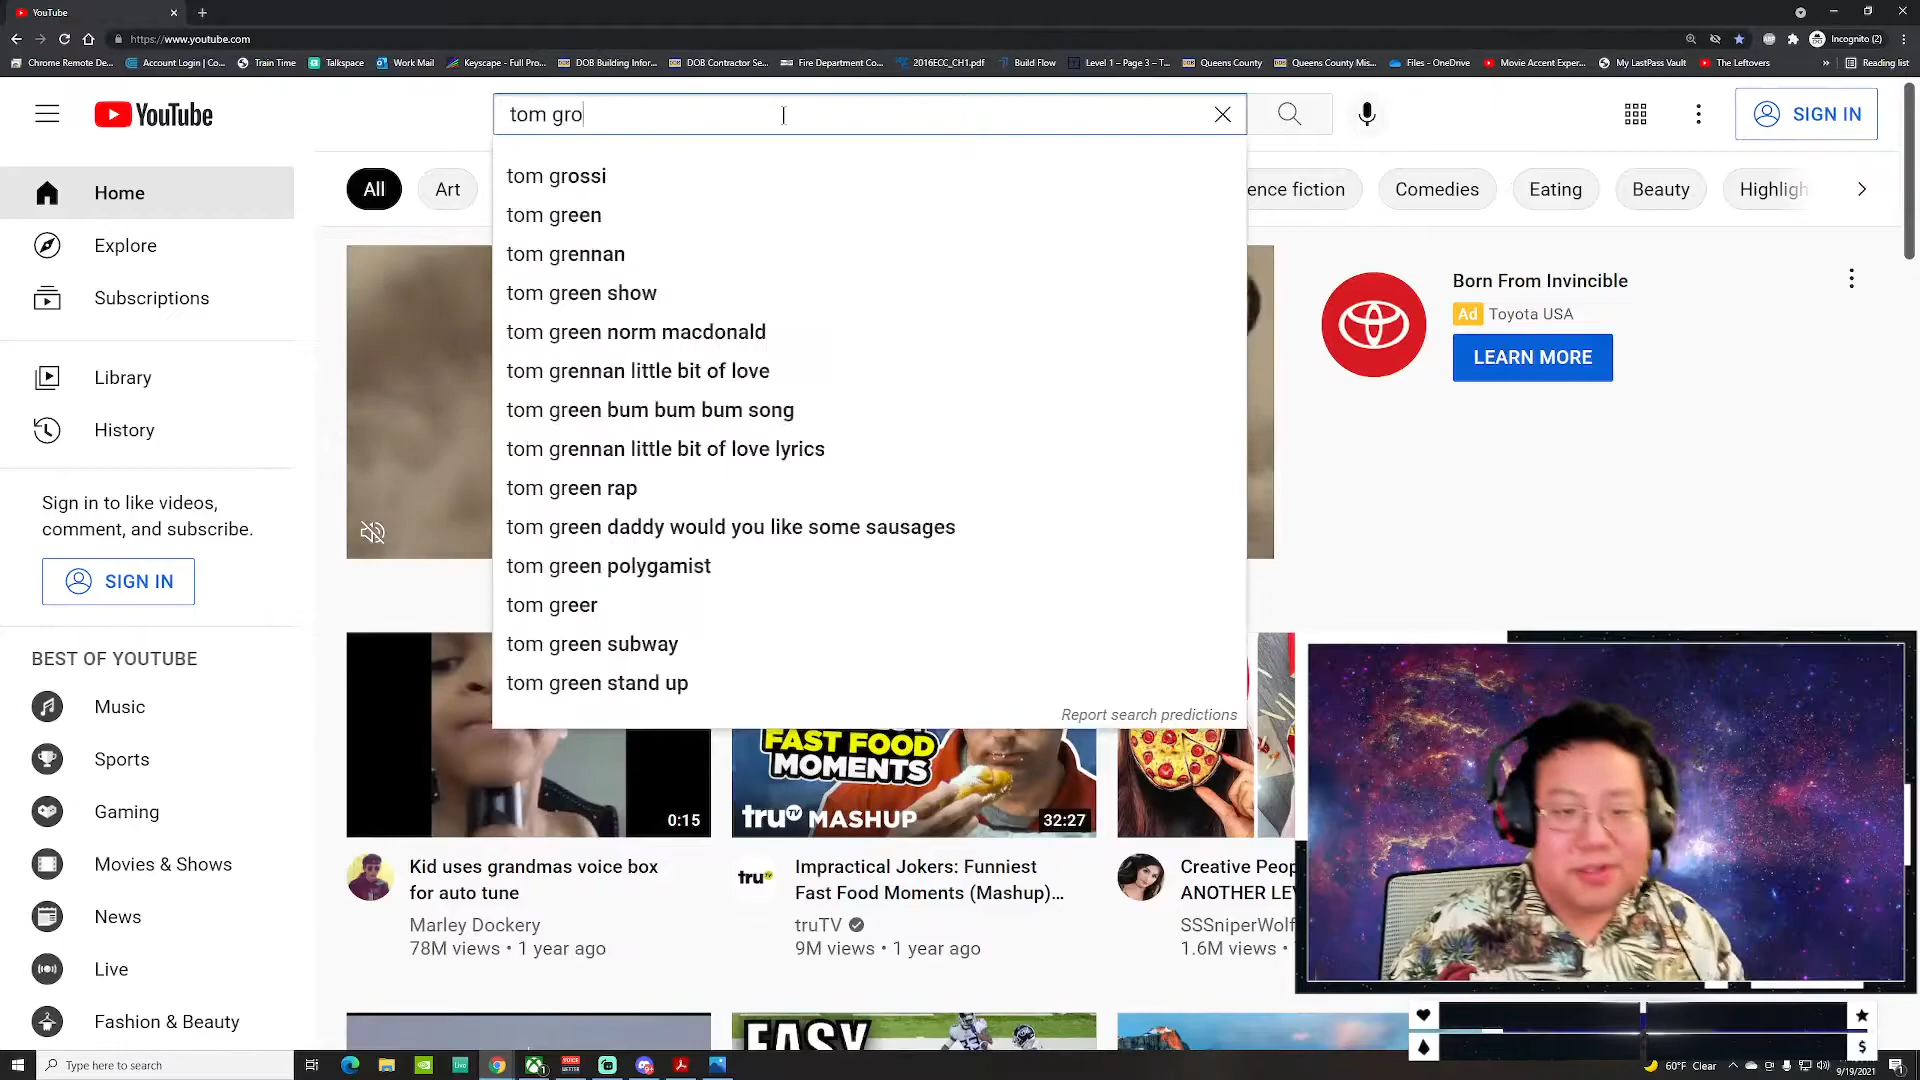 YouTube
https://www.youtube.com
Incognito (2)
Chrome Remote De...
Account Login | Co...
Train Time
Talkspace
Work Mail
Keyscape - Full Pro...
DOB Building Infor...
DOB Contractor Se...
Fire Department Co...
2016ECC_CH1.pdf
Build Flow
Level 1 – Page 3 – T...
Queens County
Queens County Mis...
Files - OneDrive
Movie Accent Exper...
My LastPass Vault
The Leftovers
Reading list
YouTube
tom gro
SIGN IN
Home
Explore
Subscriptions
Library
History
Sign in to like videos,
comment, and subscribe.
SIGN IN
BEST OF YOUTUBE
Music
Sports
Gaming
Movies & Shows
News
Live
Fashion & Beauty
All
Art
ence fiction
Comedies
Eating
Beauty
Highligh
tom grossi
tom green
tom grennan
tom green show
tom green norm macdonald
tom grennan little bit of love
tom green bum bum bum song
tom grennan little bit of love lyrics
tom green rap
tom green daddy would you like some sausages
tom green polygamist
tom greer
tom green subway
tom green stand up
Report search predictions
Born From Invincible
Ad Toyota USA
LEARN MORE
0:15
Kid uses grandmas voice box
for auto tune
Marley Dockery
78M views • 1 year ago
FAST FOOD
MOMENTS
truTV MASHUP
32:27
truTV
Impractical Jokers: Funniest
Fast Food Moments (Mashup)...
truTV
9M views • 1 year ago
Creative Peop
ANOTHER LE
SSSniperWolf
1.6M views •
EASY
Type here to search
60°F Clear
9/19/2021